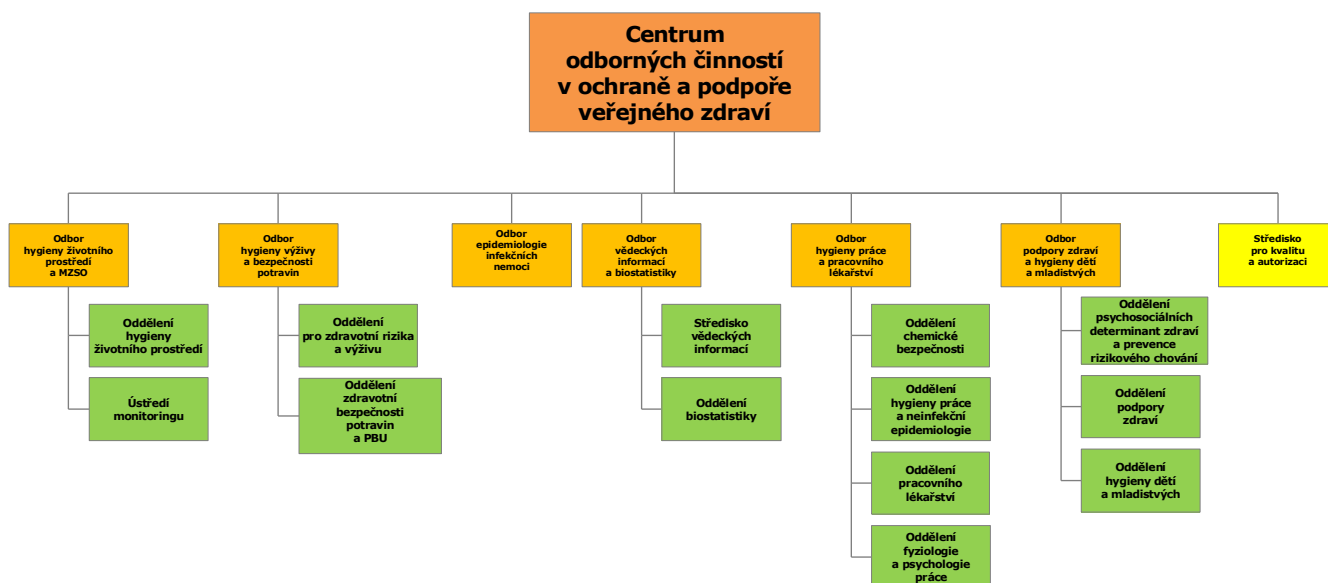 Centrum
odborných činností
v ochraně a podpoře
veřejného zdraví
Odbor
hygieny životního
prostředí
a MZSO
Odbor
hygieny výživy
a bezpečnosti
potravin
Odbor
epidemiologie
infekčních
nemoci
Odbor
vědeckých
informací
a biostatistiky
Odbor
hygieny práce
a pracovního
lékařství
Odbor
podpory zdraví
a hygieny dětí
a mladistvých
Středisko
pro kvalitu
a autorizaci
Oddělení
hygieny
životního prostředí
Ústředí
monitoringu
Oddělení
pro zdravotní rizika
a výživu
Oddělení
zdravotní
bezpečnosti
potravin
a PBU
Středisko
vědeckých
informací
Oddělení
biostatistiky
Oddělení
chemické
bezpečnosti
Oddělení
hygieny práce
a neinfekční
epidemiologie
Oddělení
pracovního
lékařství
Oddělení
fyziologie
a psychologie
práce
Oddělení
psychosociálních
determinant zdraví
a prevence
rizikového chování
Oddělení
podpory
zdraví
Oddělení
hygieny dětí
a mladistvých